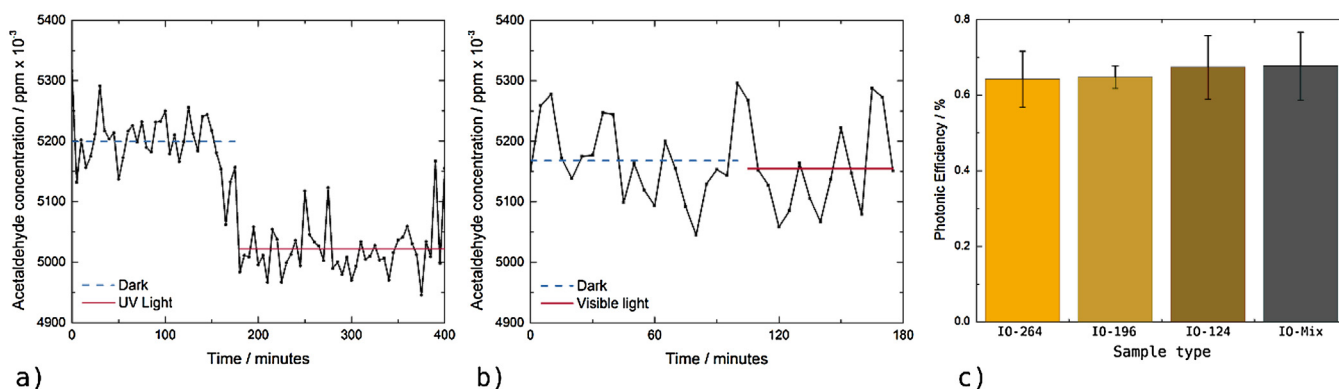 Acetaldehyde concentration / ppm x 10⁻³
5400
5300
5200
5100
5000
4900
0 100 200 300 400
Dark
UV Light
Time / minutes
a)
Acetaldehyde concentration / ppm x 10⁻³
5400
5300
5200
5100
5000
4900
0 60 120 180
Dark
Visible light
Time / minutes
b)
Photonic Efficiency / %
0.8
0.6
0.4
0.2
0.0
IO-264 IO-196 IO-124 IO-Mix
Sample type
c)